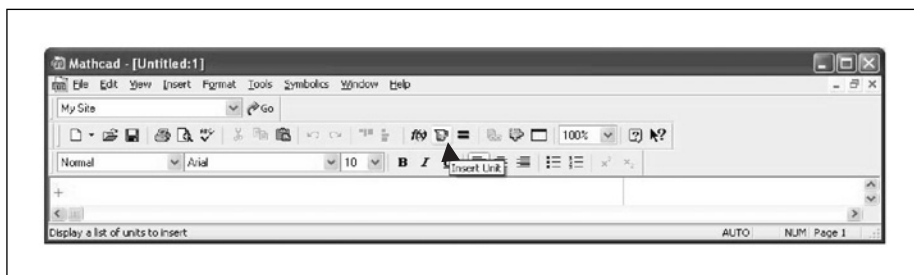 Mathcad - [Untitled:1]
File Edit View Insert Format Tools Symbolics Window Help
My Site Go
f(x) = 100% ?
Normal Arial 10 B I
Insert Unit
+
Display a list of units to insert AUTO NUM Page 1